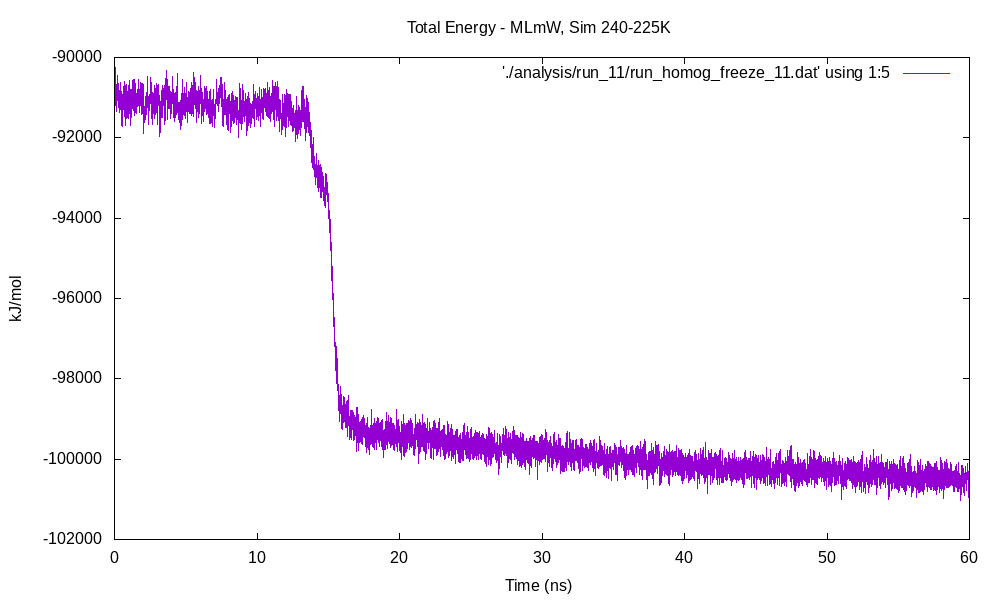 Total Energy - MLmW, Sim 240-225K
'./analysis/run_11/run_homog_freeze_11.dat' using 1:5
-90000
-92000
-94000
-96000
-98000
-100000
-102000
kJ/mol
0 10 20 30 40 50 60
Time (ns)